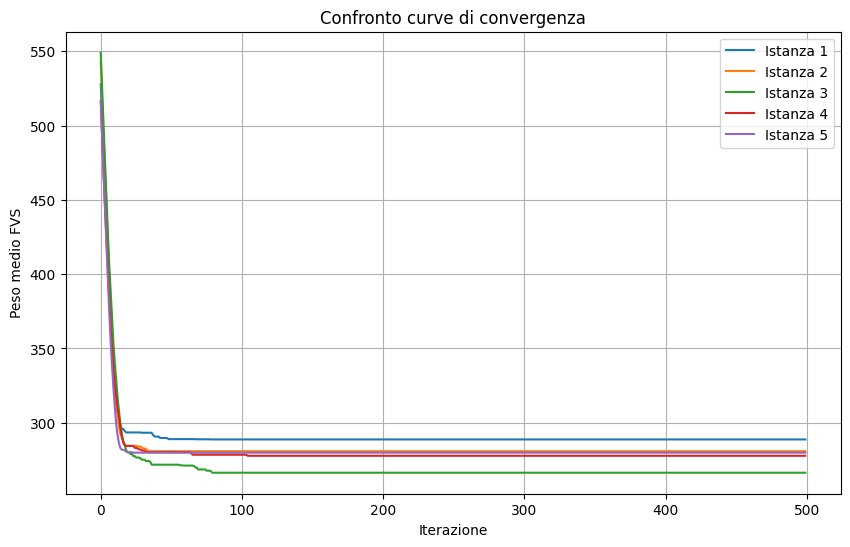 Confronto curve di convergenza
550
500
450
400
350
300
Peso medio FVS
0
100
200
300
400
500
Iterazione
Istanza 1
Istanza 2
Istanza 3
Istanza 4
Istanza 5